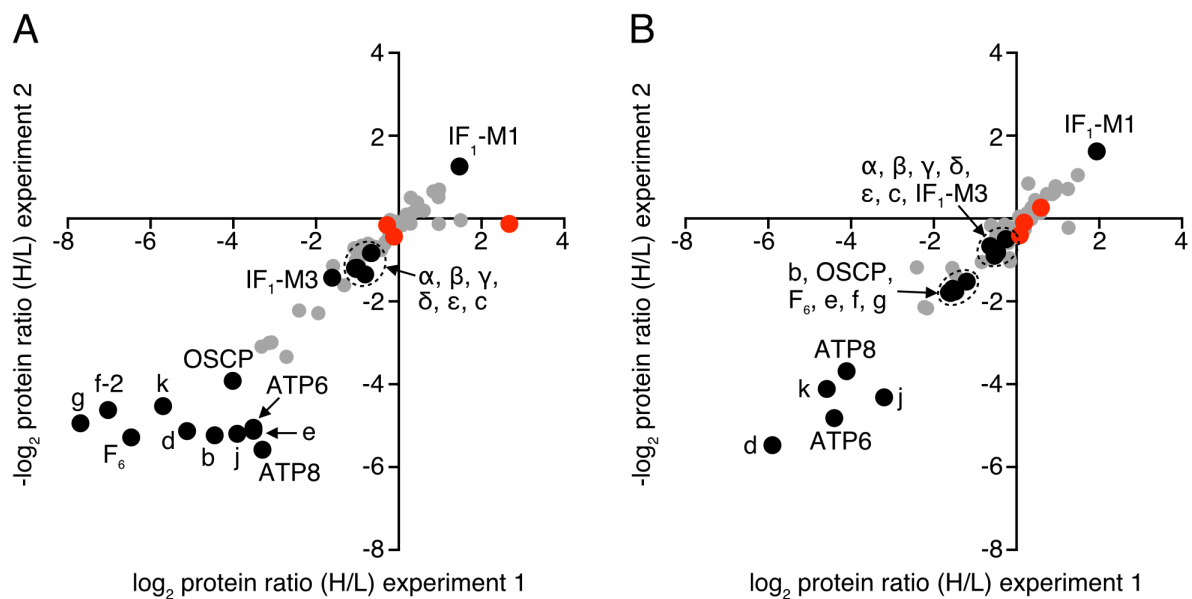 A
B
-log₂ protein ratio (H/L) experiment 2
4
2
-2
-4
-6
-8
-8
-6
-4
-2
2
4
IF₁-M1
IF₁-M3
α, β, γ,
δ, ε, c
OSCP
ATP6
g
f-2
k
F₆
d
b
j
e
ATP8
log₂ protein ratio (H/L) experiment 1
-log₂ protein ratio (H/L) experiment 2
4
2
-2
-4
-6
-8
-8
-6
-4
-2
2
4
IF₁-M1
α, β, γ, δ,
ε, c, IF₁-M3
b, OSCP,
F₆, e, f, g
ATP8
k
j
ATP6
d
log₂ protein ratio (H/L) experiment 1